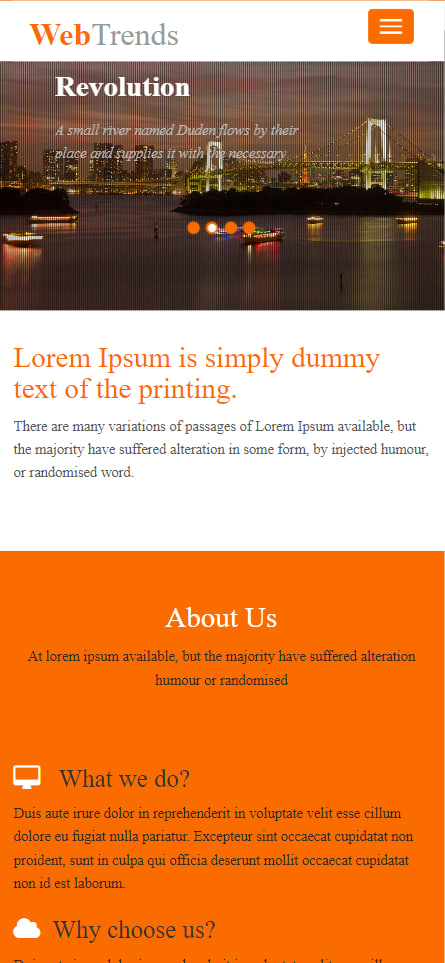 WebTrends
Revolution
A small river named Duden flows by their
place and supplies it with the necessary
Lorem Ipsum is simply dummy
text of the printing.
There are many variations of passages of Lorem Ipsum available, but
the majority have suffered alteration in some form, by injected humour,
or randomised word.
About Us
At lorem ipsum available, but the majority have suffered alteration
humour or randomised
What we do?
Duis aute irure dolor in reprehenderit in voluptate velit esse cillum
dolore eu fugiat nulla pariatur. Excepteur sint occaecat cupidatat non
proident, sunt in culpa qui officia deserunt mollit occaecat cupidatat
non id est laborum.
Why choose us?